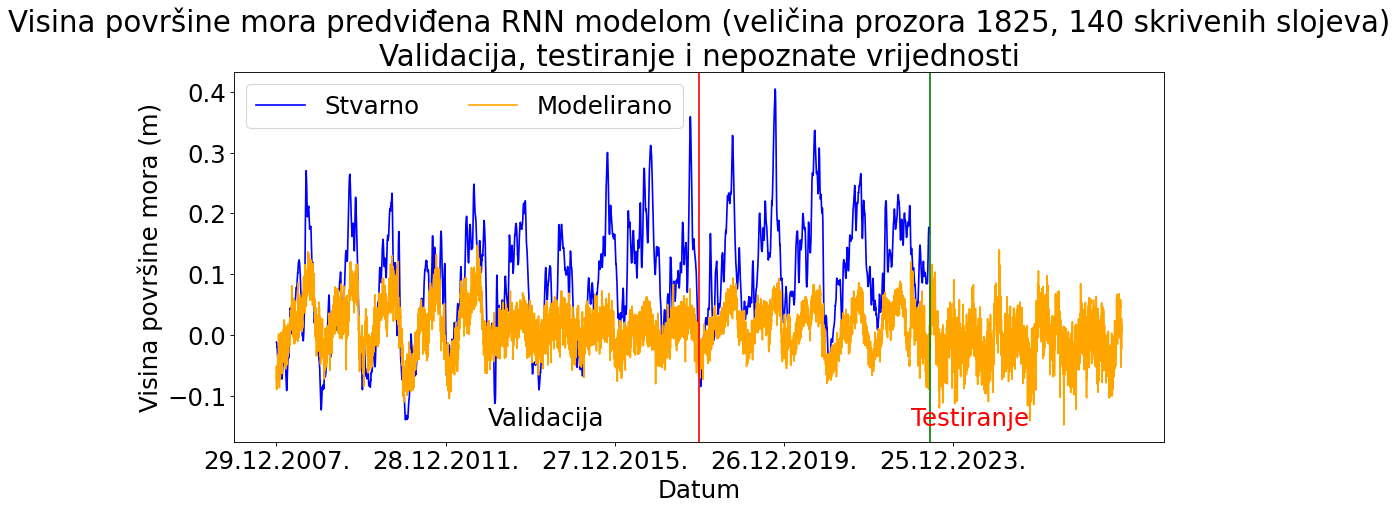 Visina površine mora predviđena RNN modelom (veličina prozora 1825, 140 skrivenih slojeva)
Validacija, testiranje i nepoznate vrijednosti
Stvarno
Modelirano
Visina površine mora (m)
0.4
0.3
0.2
0.1
0.0
−0.1
Validacija
Testiranje
29.12.2007.
28.12.2011.
27.12.2015.
26.12.2019.
25.12.2023.
Datum